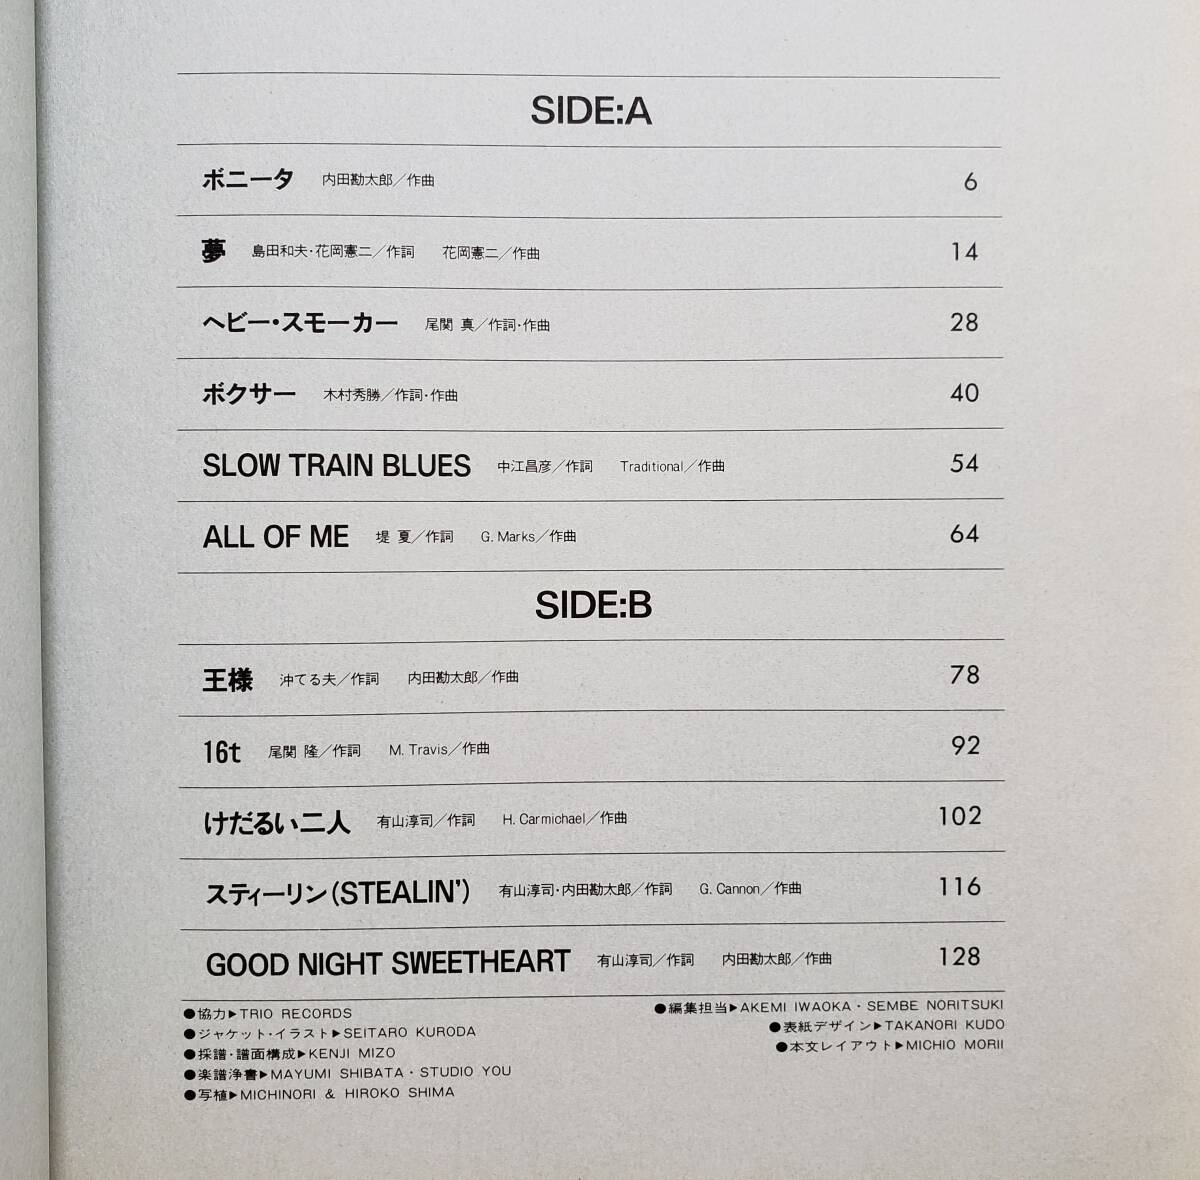 SIDE:A
ボニータ 内田勘太郎/作曲 6
夢 島田和夫・花岡憲二/作詞 花岡憲二/作曲 14
ヘビー・スモーカー 尾関 真/作詞・作曲 28
ボクサー 木村秀勝/作詞・作曲 40
SLOW TRAIN BLUES 中江昌彦/作詞 Traditional/作曲 54
ALL OF ME 堤 夏/作詞 G. Marks/作曲 64
SIDE:B
王様 沖てる夫/作詞 内田勘太郎/作曲 78
16t 尾関 隆/作詞 M. Travis/作曲 92
けだるい二人 有山淳司/作詞 H. Carmichael/作曲 102
スティーリン(STEALIN') 有山淳司・内田勘太郎/作詞 G. Cannon/作曲 116
GOOD NIGHT SWEETHEART 有山淳司/作詞 内田勘太郎/作曲 128
●協力▶TRIO RECORDS
●ジャケット・イラスト▶SEITARO KURODA
●採譜・譜面構成▶KENJI MIZO
●楽譜浄書▶MAYUMI SHIBATA・STUDIO YOU
●写植▶MICHINORI & HIROKO SHIMA
●編集担当▶AKEMI IWAOKA・SEMBE NORITSUKI
●表紙デザイン▶TAKANORI KUDO
●本文レイアウト▶MICHIO MORII